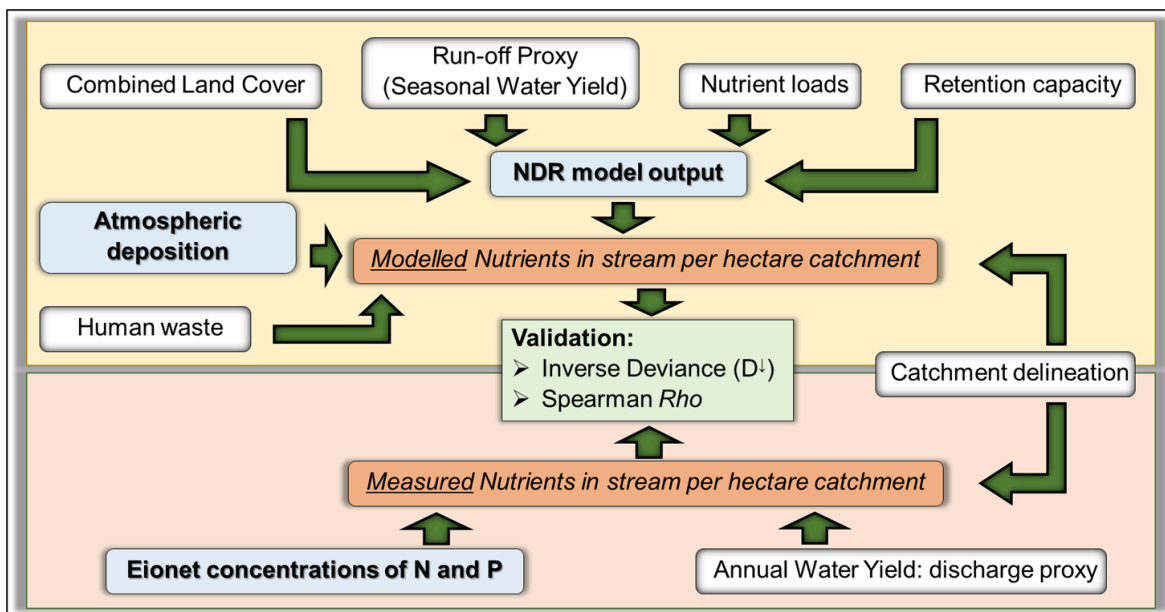 Run-off Proxy
(Seasonal Water Yield)
Combined Land Cover
Nutrient loads
Retention capacity
NDR model output
Atmospheric
deposition
Modelled Nutrients in stream per hectare catchment
Human waste
Validation:
➢ Inverse Deviance (D↓)
➢ Spearman Rho
Catchment delineation
Measured Nutrients in stream per hectare catchment
Eionet concentrations of N and P
Annual Water Yield: discharge proxy